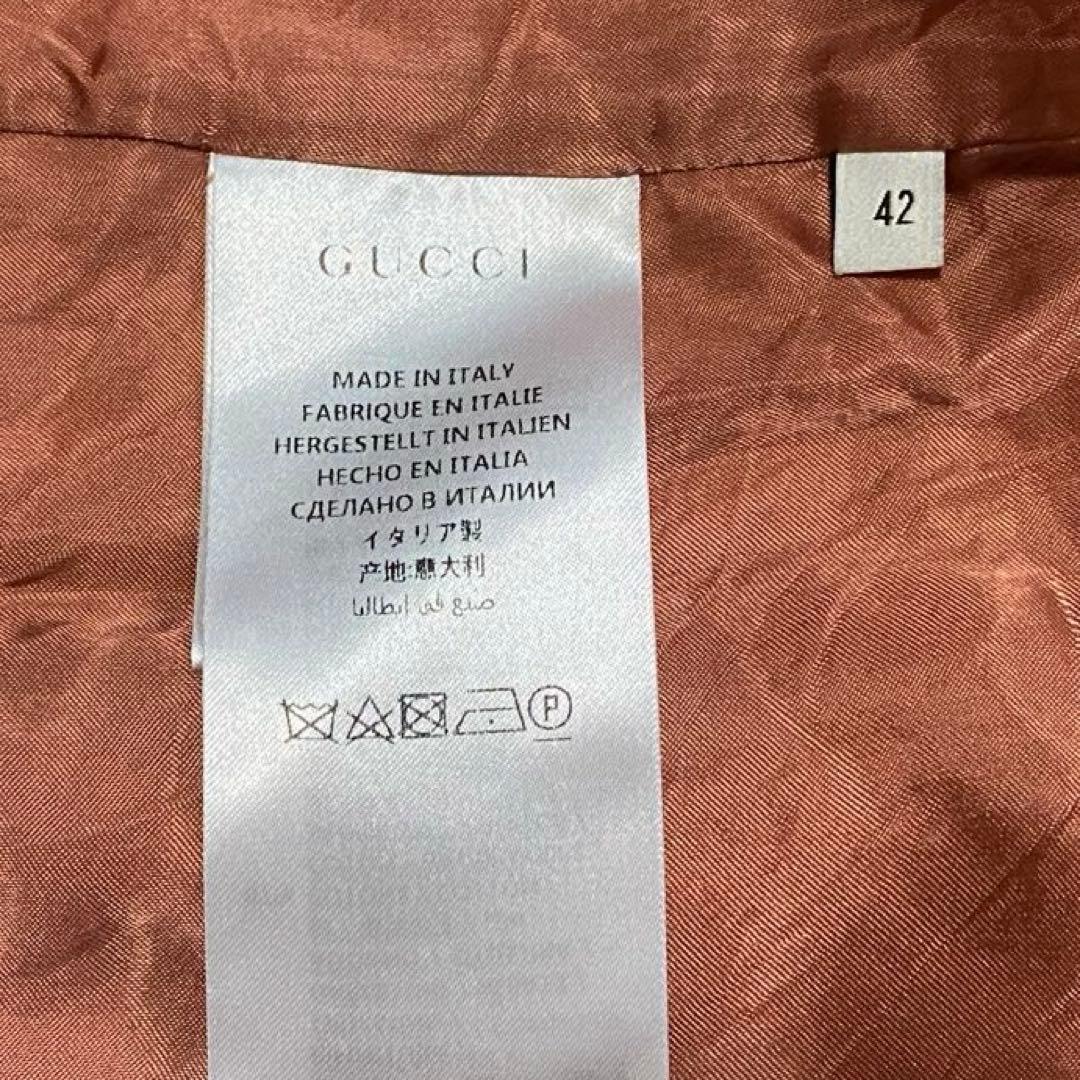 GUCCI
42
MADE IN ITALY
FABRIQUE EN ITALIE
HERGESTELLT IN ITALIEN
HECHO EN ITALIA
СДЕЛАНО В ИТАЛИИ
イタリア製
产地:意大利
صنع في ايطاليا
P